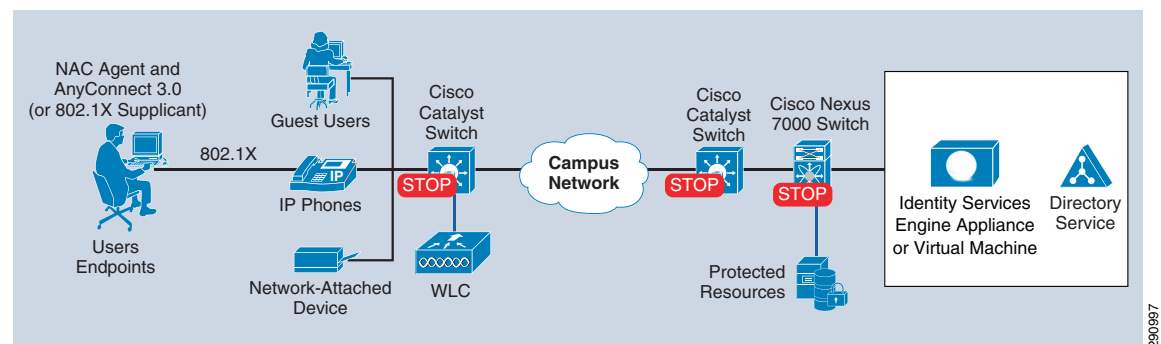 NAC Agent and
AnyConnect 3.0
(or 802.1X Supplicant)
Users
Endpoints
802.1X
Guest Users
IP
IP Phones
Network-Attached
Device
Cisco
Catalyst
Switch
STOP
WLC
Campus
Network
Cisco
Catalyst
Switch
STOP
Cisco Nexus
7000 Switch
STOP
Protected
Resources
Identity Services
Engine Appliance
or Virtual Machine
Directory
Service
290997